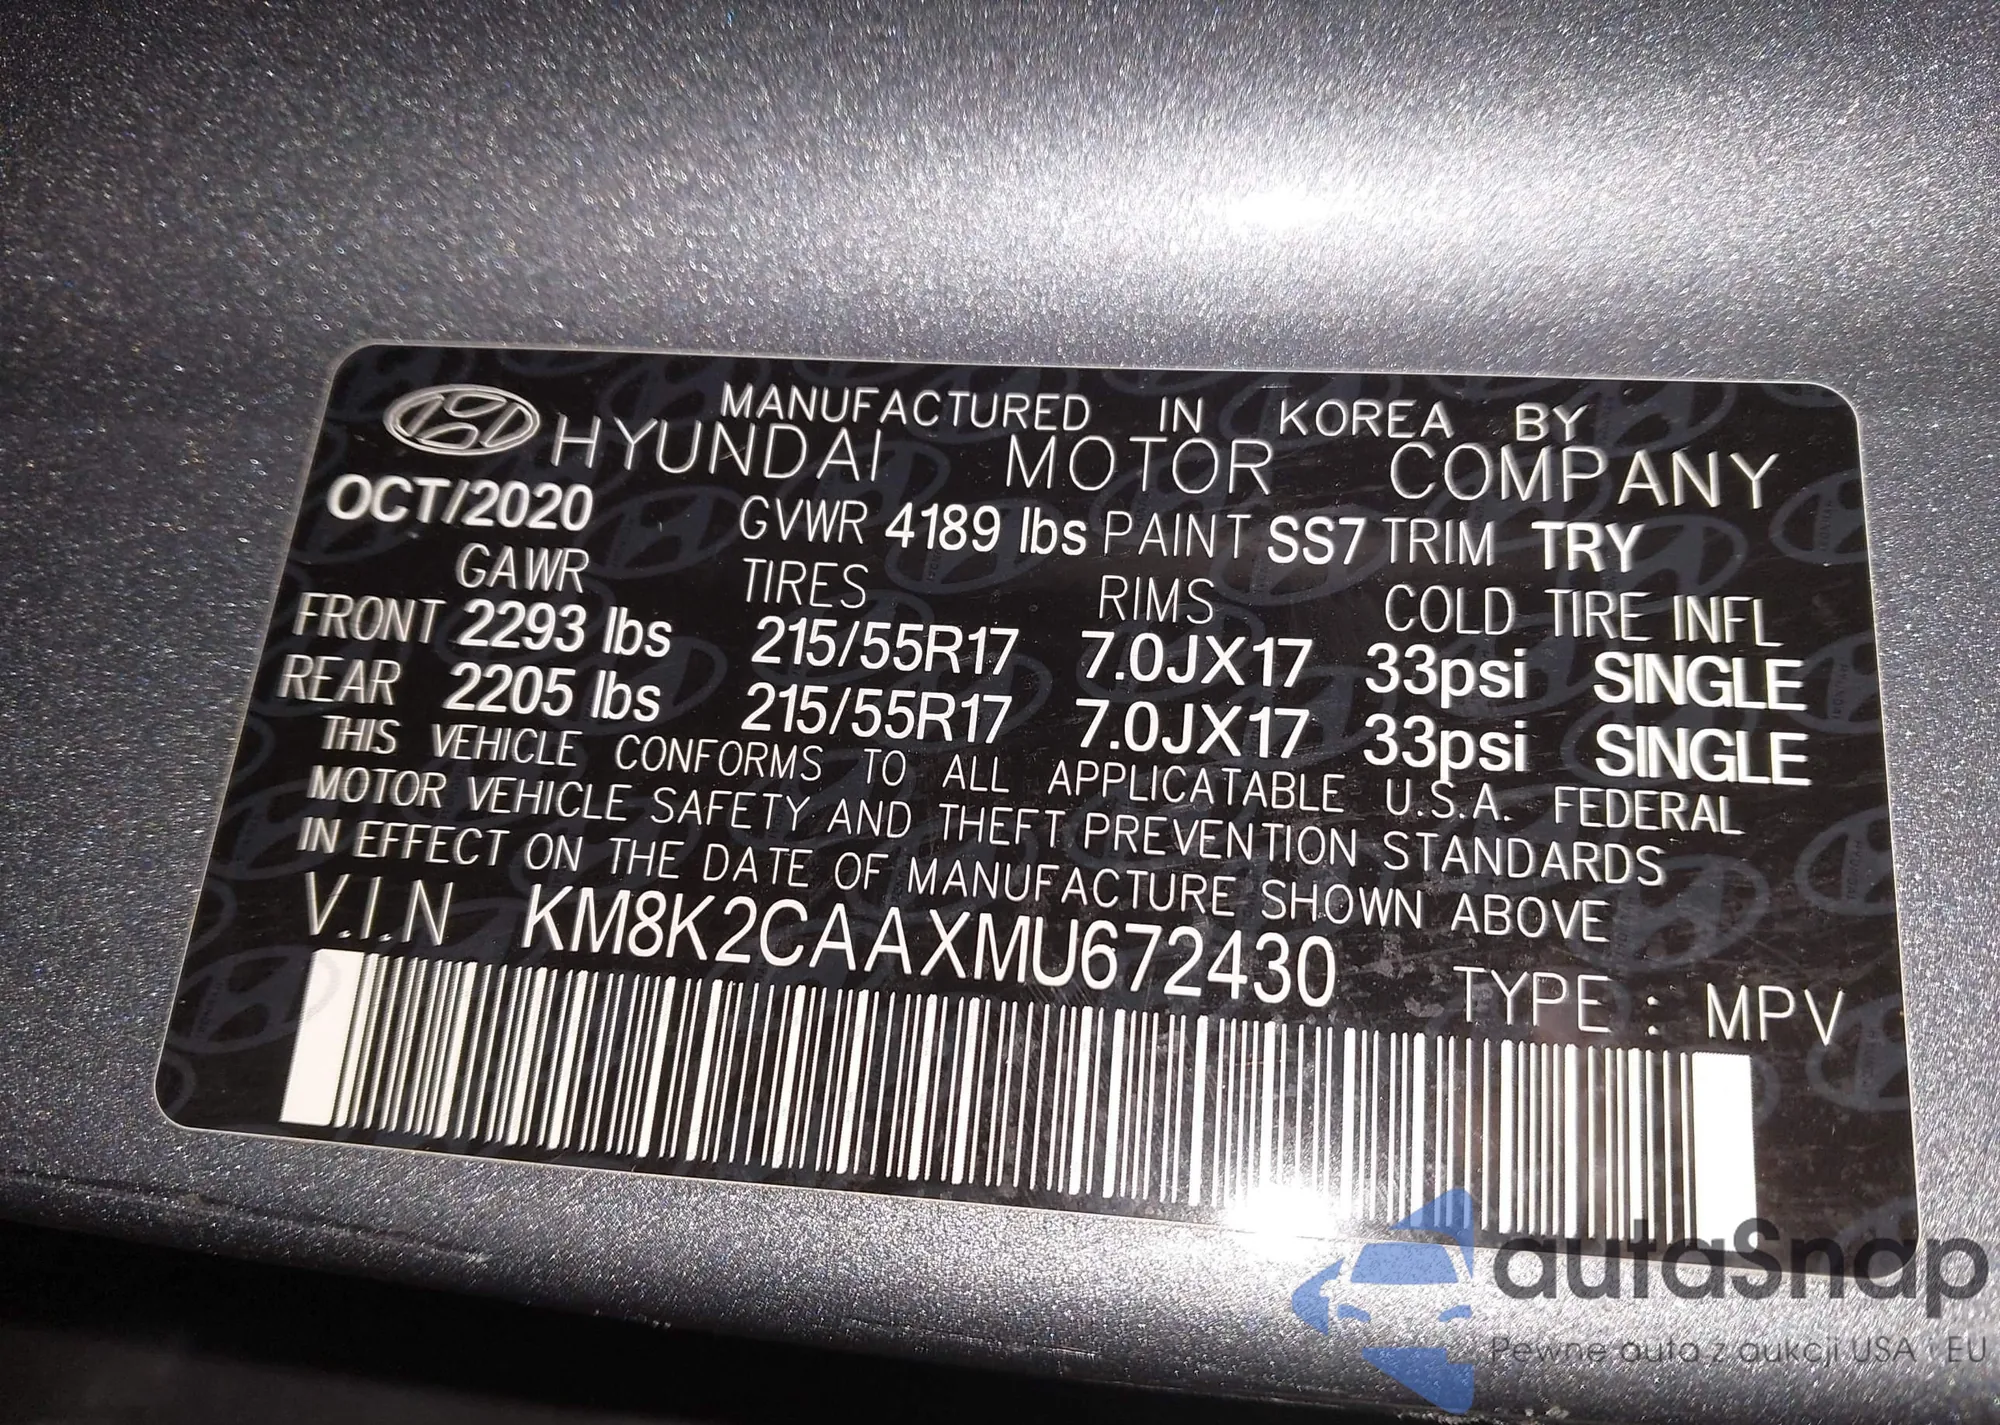 MANUFACTURED IN KOREA BY
HYUNDAI MOTOR COMPANY
OCT/2020 GVWR 4189 lbs PAINT SS7 TRIM TRY
GAWR TIRES RIMS COLD TIRE INFL
FRONT 2293 lbs 215/55R17 7.0JX17 33psi SINGLE
REAR 2205 lbs 215/55R17 7.0JX17 33psi SINGLE
THIS VEHICLE CONFORMS TO ALL APPLICATABLE U.S.A. FEDERAL
MOTOR VEHICLE SAFETY AND THEFT PREVENTION STANDARDS
IN EFFECT ON THE DATE OF MANUFACTURE SHOWN ABOVE
V.I.N KM8K2CAAXMU672430
TYPE : MPV
autaSnap
Pewne auta z aukcji USA i EU